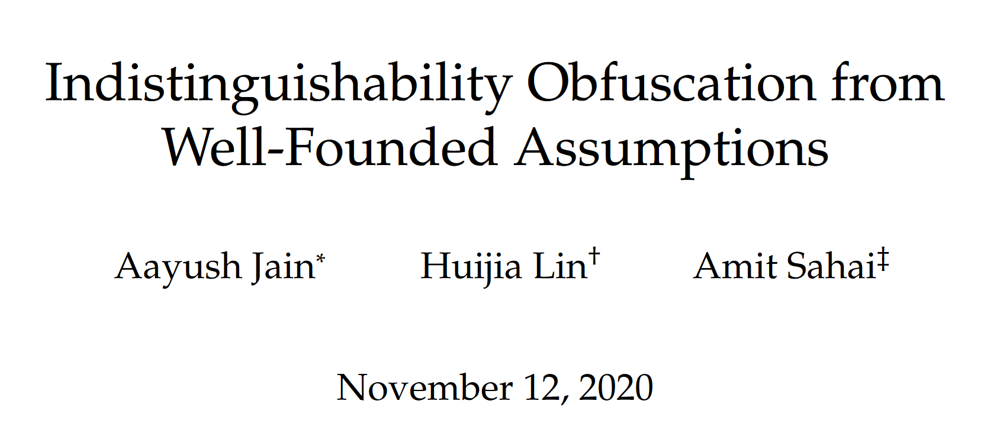 Indistinguishability Obfuscation from
Well-Founded Assumptions
Aayush Jain* Huijia Lin† Amit Sahai‡
November 12, 2020